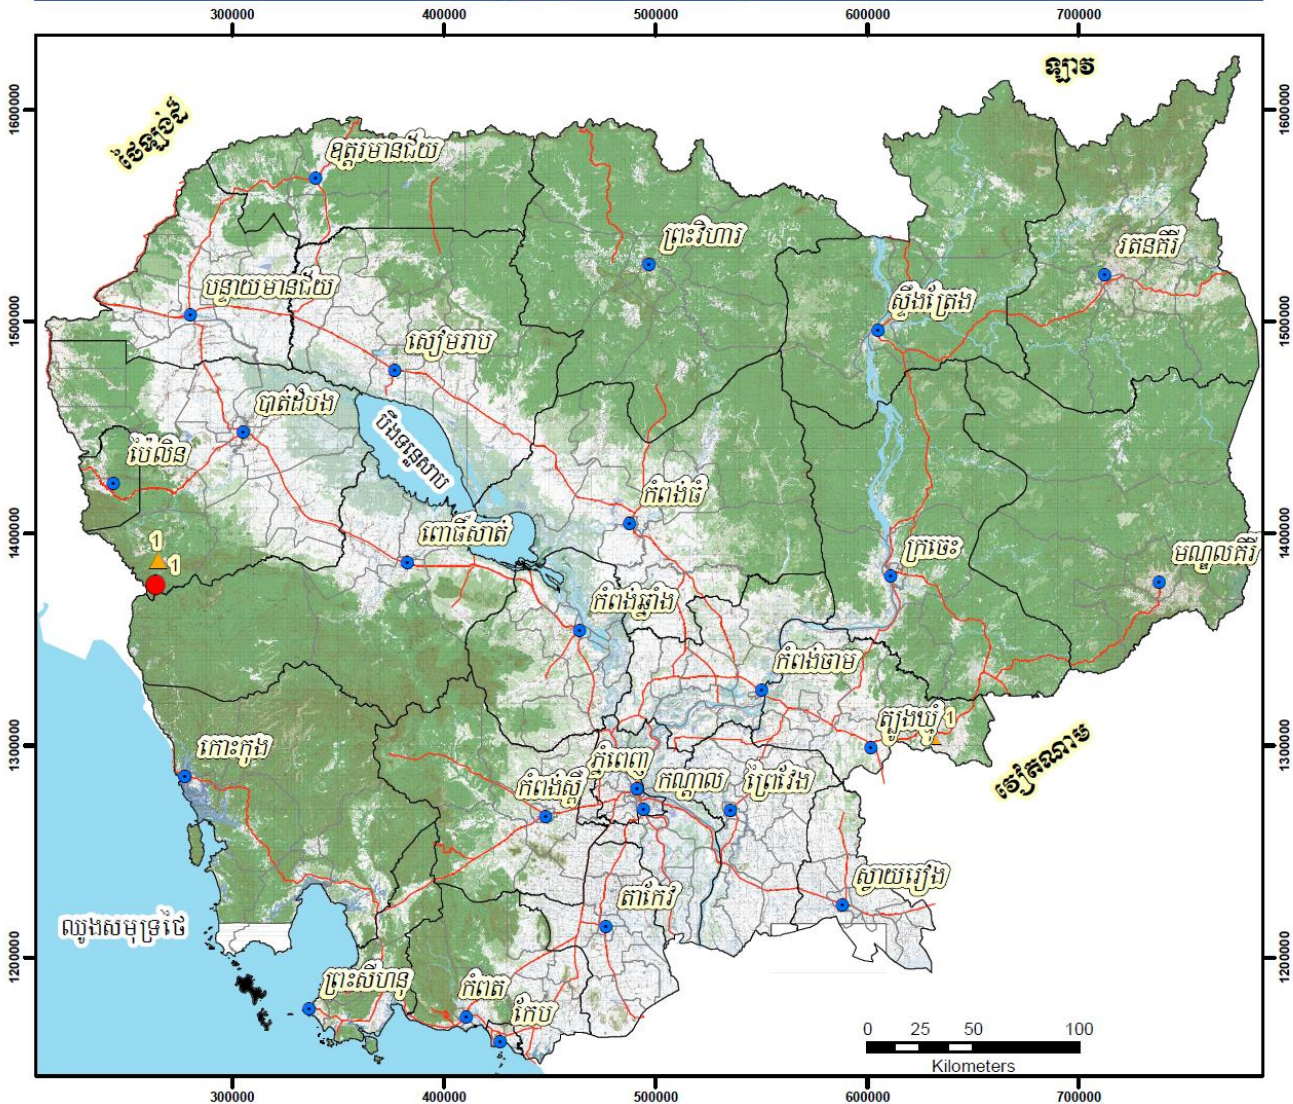 300000 400000 500000 600000 700000
ឡាវ
1600000 1600000
ថៃឡង់ដ៍
ឧត្តរមានជ័យ
ព្រះវិហារ
រតនគីរី
បន្ទាយមានជ័យ
ស្ទឹងត្រែង
1500000 1500000
សៀមរាប
បាត់ដំបង
បឹងទន្លេសាប
ប៉ៃលិន
កំពង់ធំ
1400000 1400000
ពោធិ៍សាត់
1
1
ក្រចេះ
មណ្ឌលគីរី
កំពង់ឆ្នាំង
កំពង់ចាម
ត្បូងឃ្មុំ 1
1300000 1300000
កោះកុង
ភ្នំពេញ
កណ្តាល
ព្រៃវែង
វៀតណាម
កំពង់ស្ពឺ
ស្វាយរៀង
តាកែវ
ឈូងសមុទ្រថៃ
1200000 1200000
ព្រះសីហនុ
កំពត
កែប
0 25 50 100
Kilometers
300000 400000 500000 600000 700000